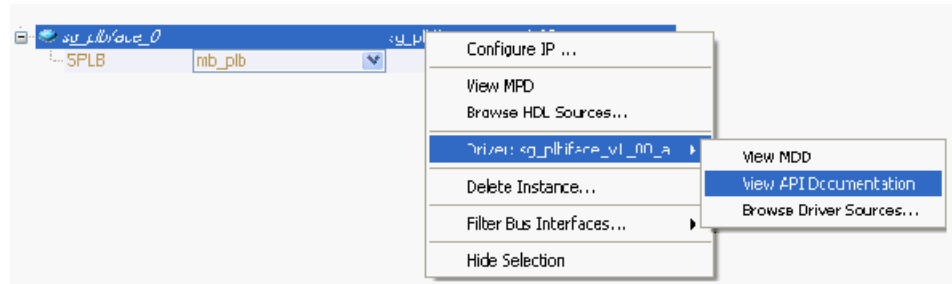 sg_plbiface_0 sg_pl
SPLB mb_plb
Configure IP ...
View MPD
Browse HDL Sources...
Driver: sg_plbiface_v1_00_a
Delete Instance...
Filter Bus Interfaces...
Hide Selection
View MDD
View API Documentation
Browse Driver Sources...